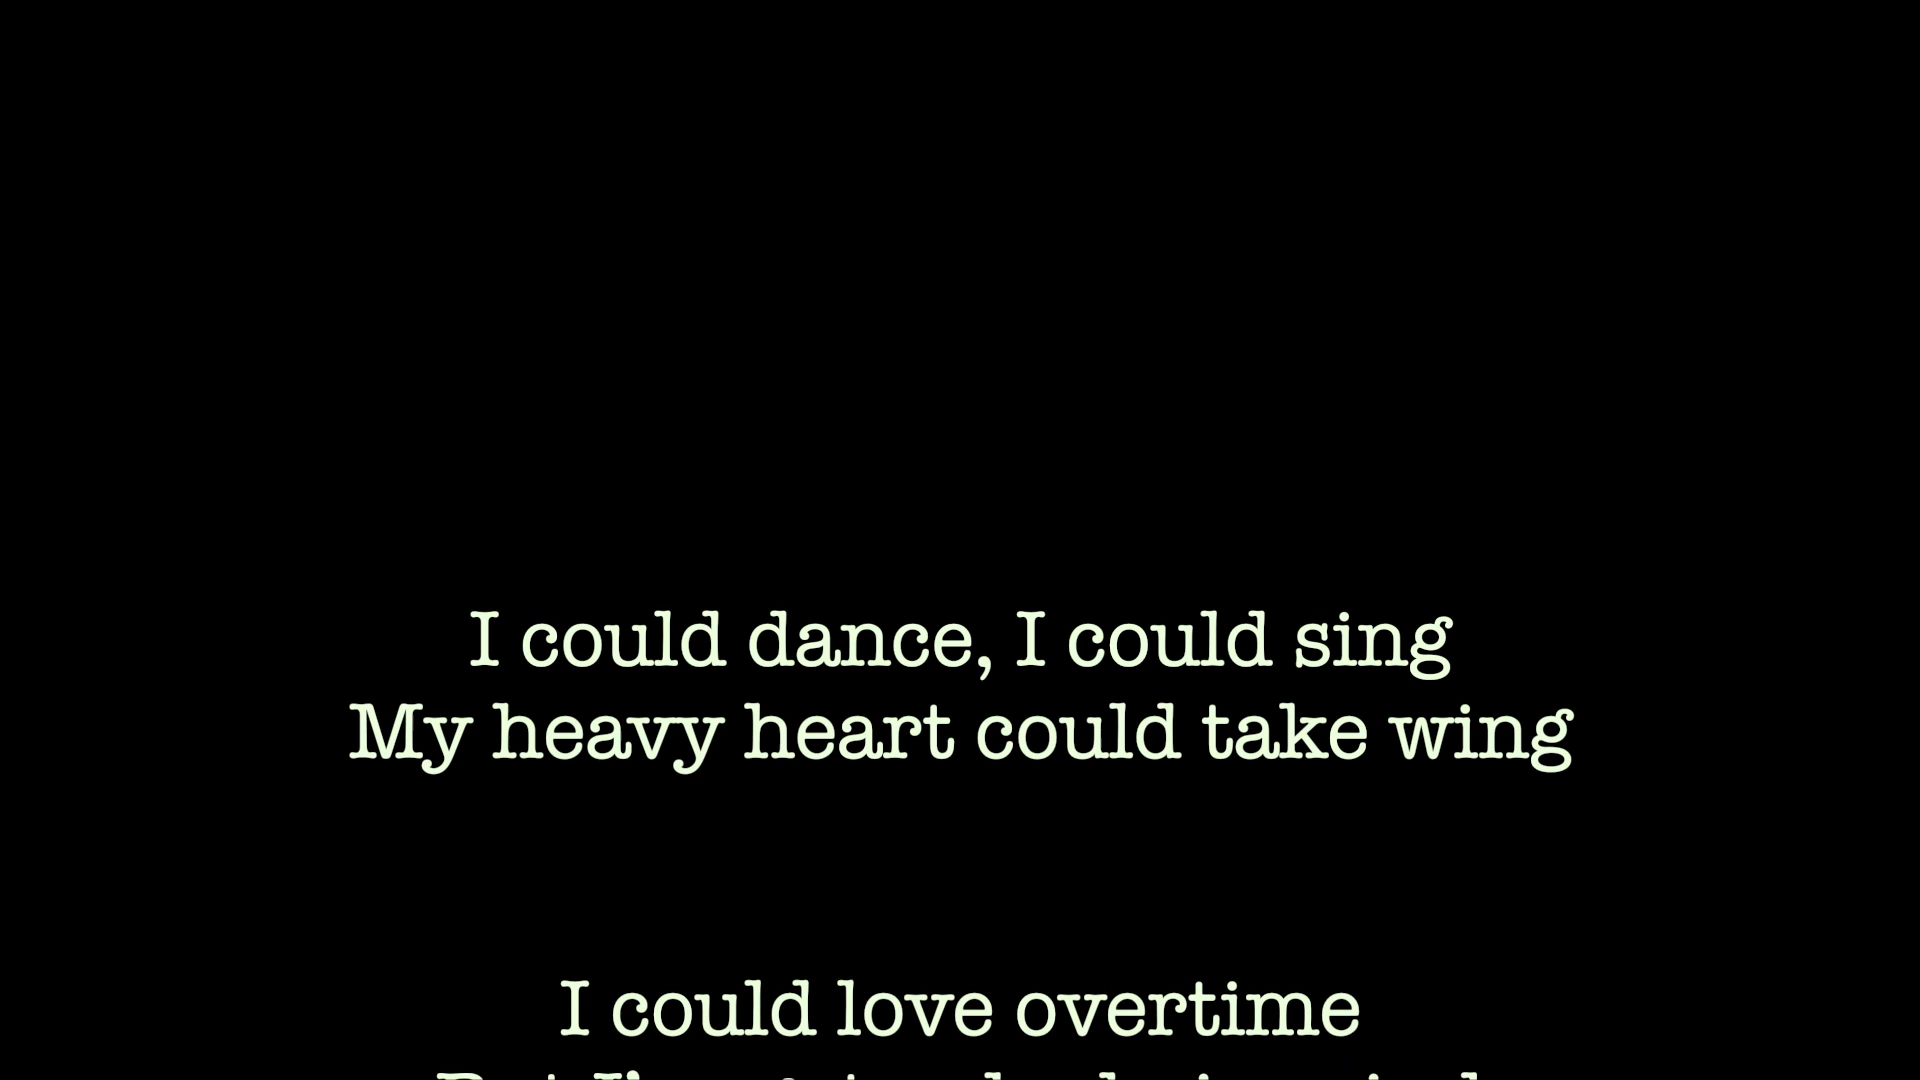 I could dance, I could sing
My heavy heart could take wing
I could love overtime